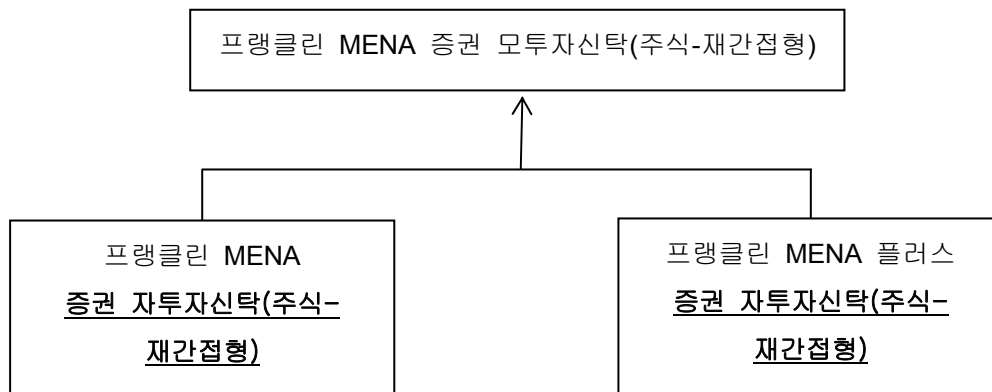 프랭클린 MENA 증권 모투자신탁(주식-재간접형)
프랭클린 MENA
증권 자투자신탁(주식-
재간접형)
프랭클린 MENA 플러스
증권 자투자신탁(주식-
재간접형)